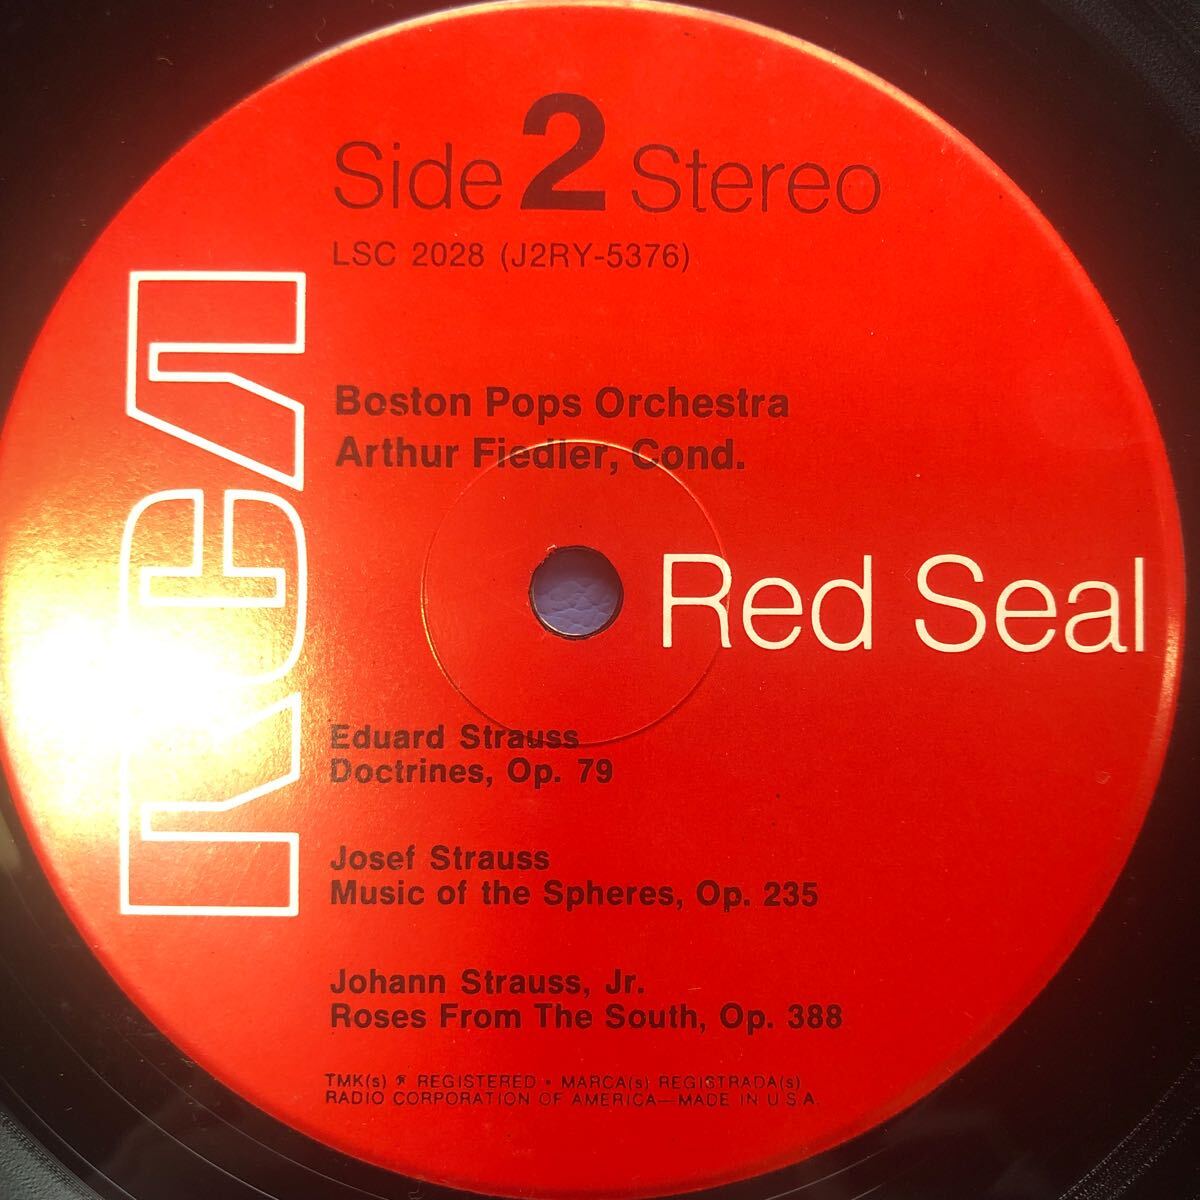 Side 2 Stereo
LSC 2028 (J2RY-5376)
RCA
Boston Pops Orchestra
Arthur Fiedler, Cond.
Red Seal
Eduard Strauss
Doctrines, Op. 79
Josef Strauss
Music of the Spheres, Op. 235
Johann Strauss, Jr.
Roses From The South, Op. 388
TMK(s) ® REGISTERED • MARCA(s) REGISTRADA(s)
RADIO CORPORATION OF AMERICA—MADE IN U.S.A.